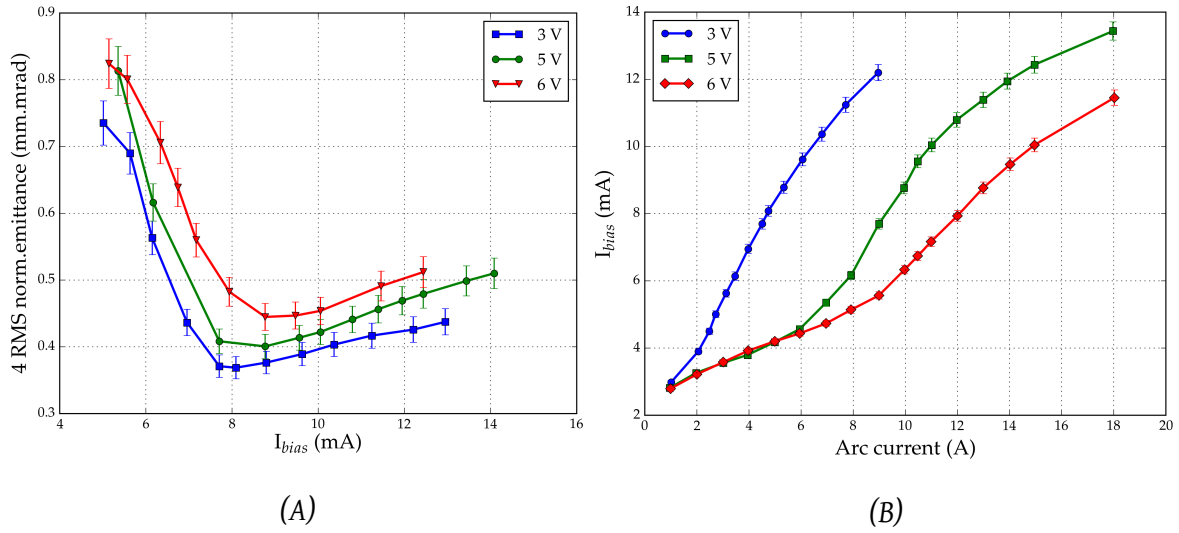 4 RMS norm.emittance (mm.mrad)
0.9
0.8
0.7
0.6
0.5
0.4
0.3
4 6 8 10 12 14 16
I_bias (mA)
3 V
5 V
6 V
(A)
I_bias (mA)
14
12
10
8
6
4
2
0 2 4 6 8 10 12 14 16 18 20
Arc current (A)
3 V
5 V
6 V
(B)